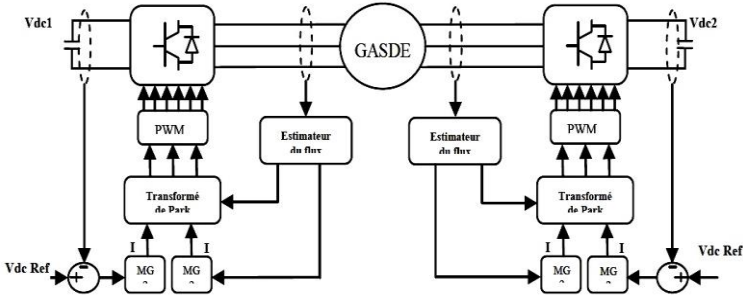 Vdc1
Vdc2
GASDE
PWM
Estimateur
du flux
Estimateur
du flux
PWM
Transformé
de Park
Transformé
de Park
I
I
I
I
Vdc Ref
-
+
MG
MG
MG
MG
-
+
Vdc Ref